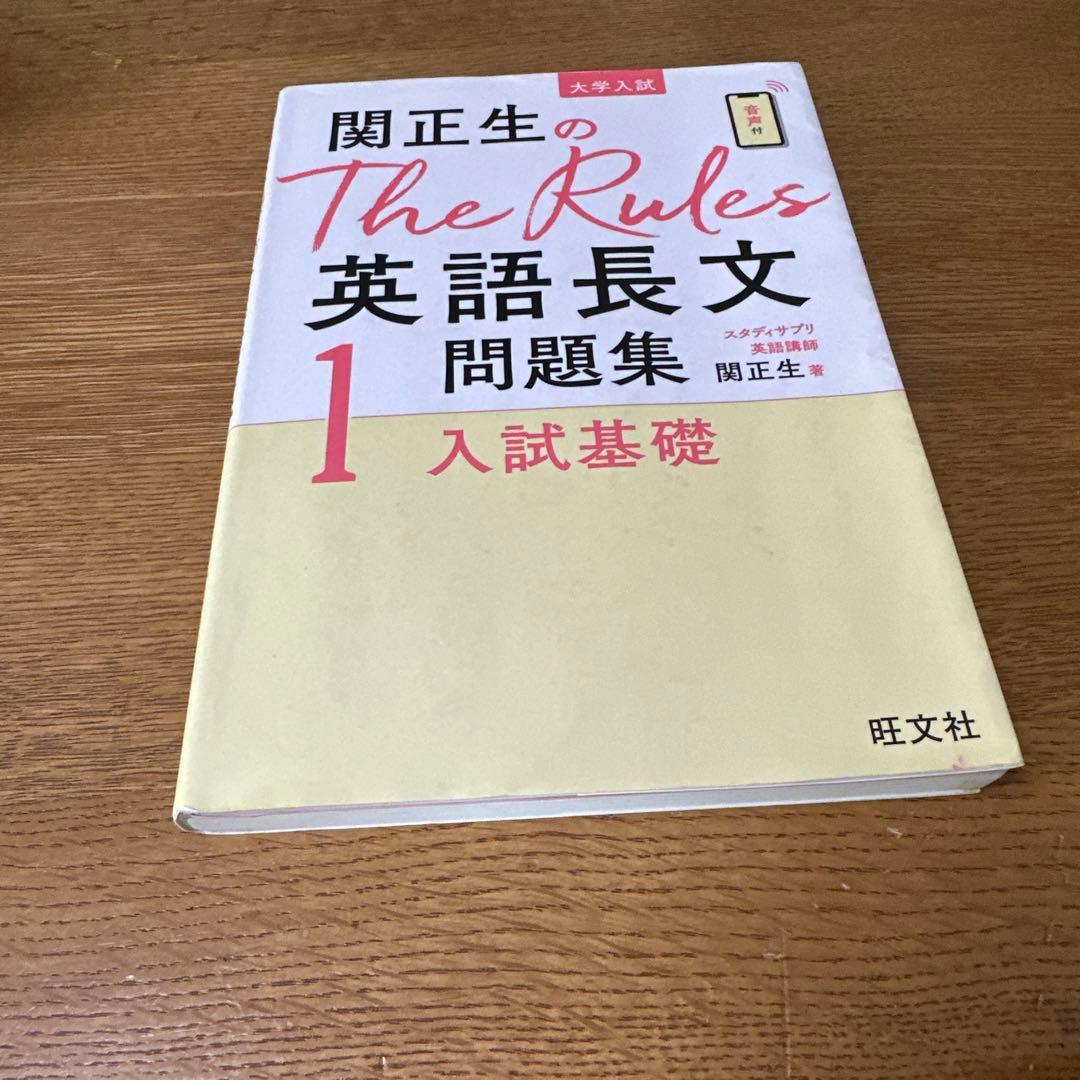 大学入試
音声付
関正生の
The Rules
英語長文
問題集
1
スタディサプリ
英語講師
関正生 著
入試基礎
旺文社